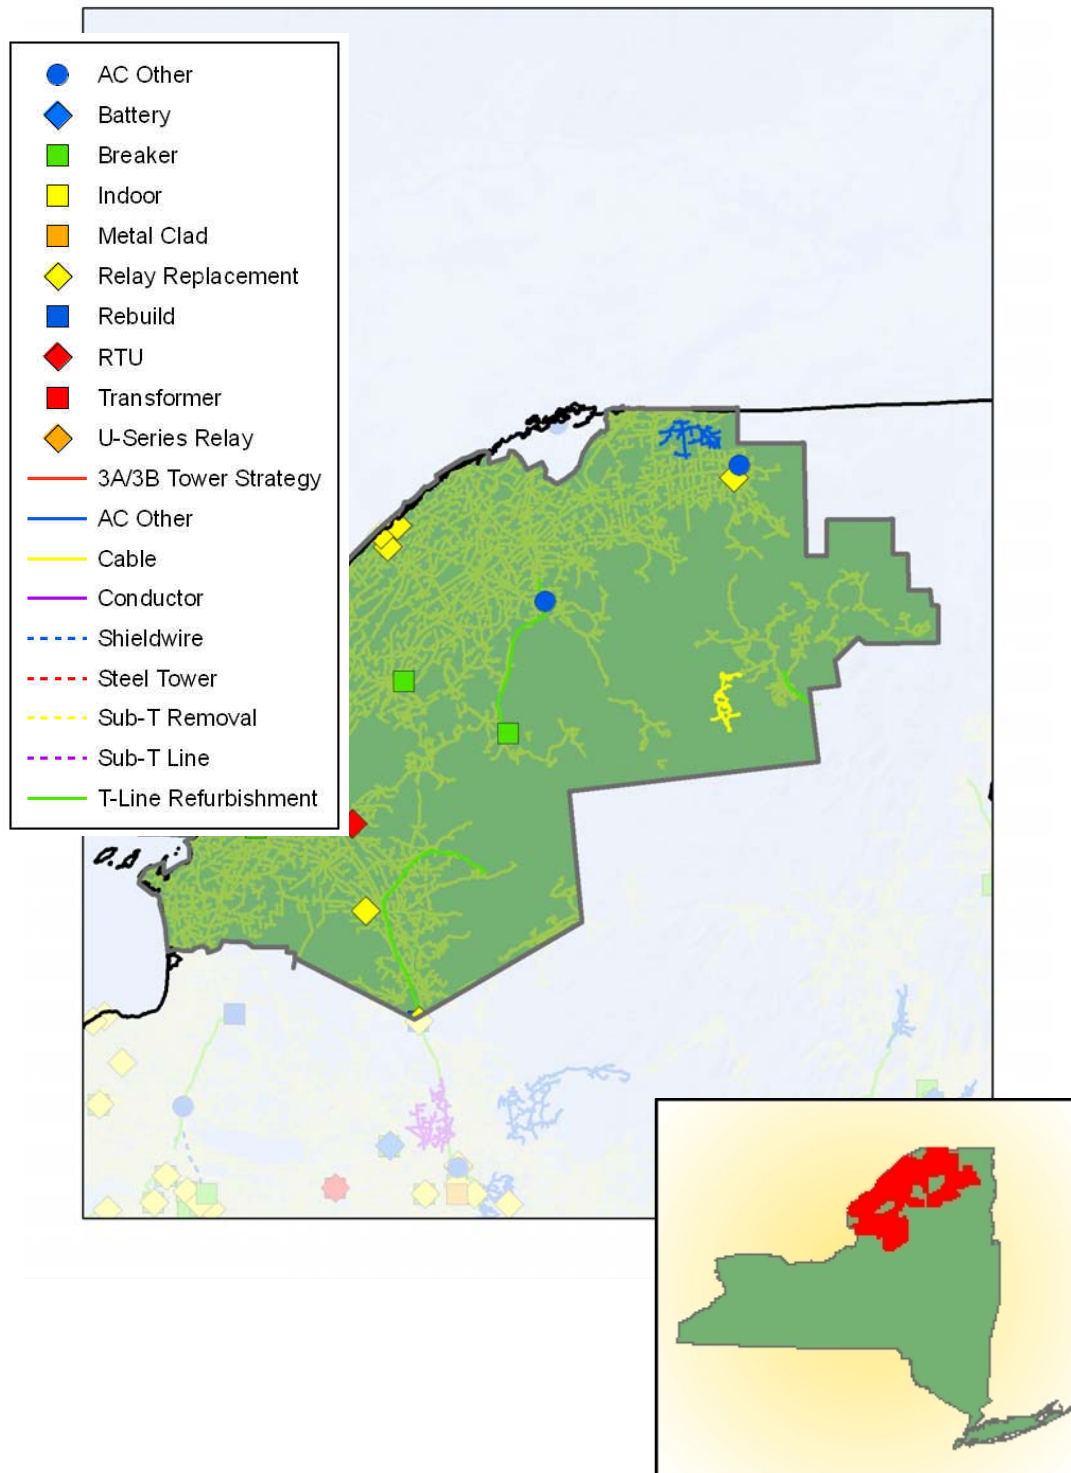 AC Other
Battery
Breaker
Indoor
Metal Clad
Relay Replacement
Rebuild
RTU
Transformer
U-Series Relay
3A/3B Tower Strategy
AC Other
Cable
Conductor
Shieldwire
Steel Tower
Sub-T Removal
Sub-T Line
T-Line Refurbishment